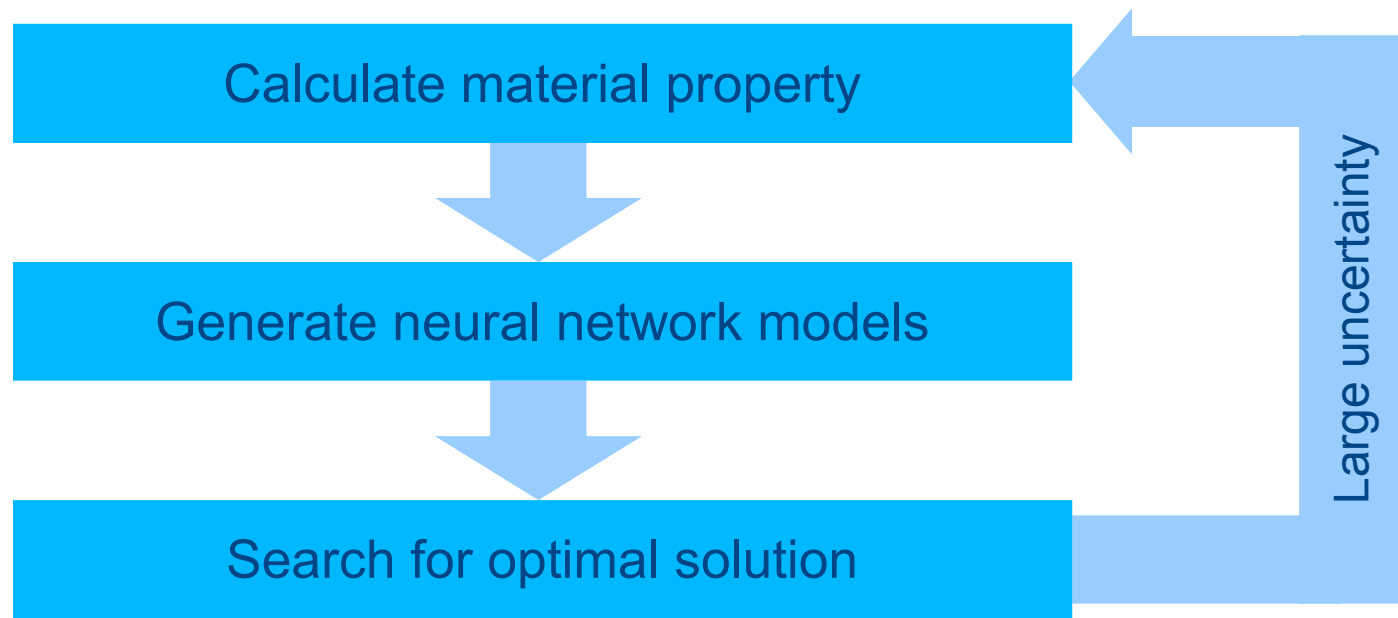 Calculate material property
Generate neural network models
Search for optimal solution
Large uncertainty